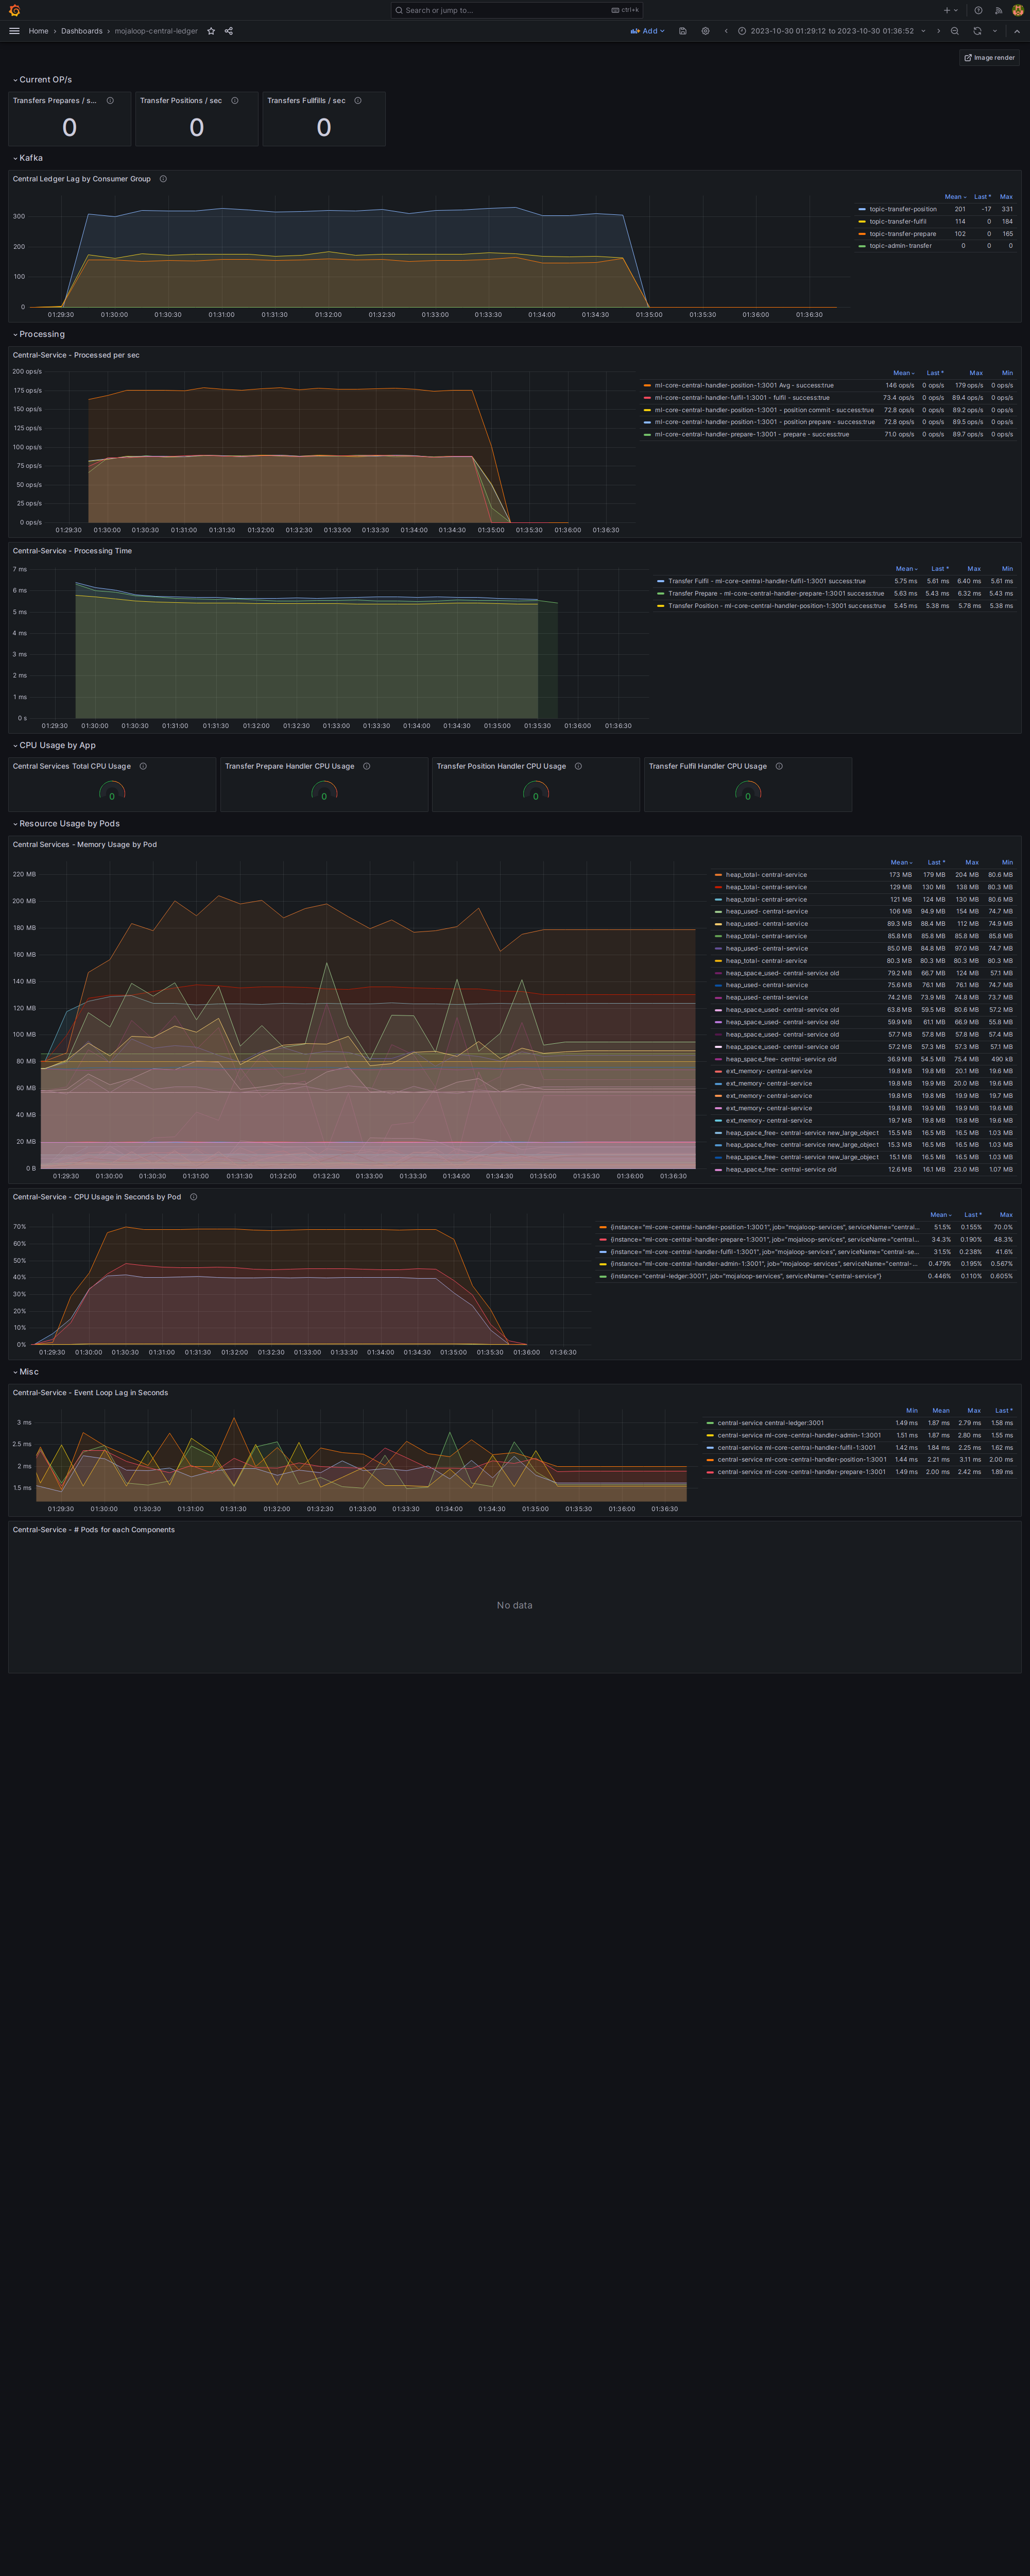 Search or jump to...
ctrl+k
Home › Dashboards › mojaloop-central-ledger
Add
2023-10-30 01:29:12 to 2023-10-30 01:36:52
Image render
Current OP/s
Transfers Prepares / s...
Transfer Positions / sec
Transfers Fullfills / sec
0
0
0
Kafka
Central Ledger Lag by Consumer Group
300
200
100
0
01:29:30 01:30:00 01:30:30 01:31:00 01:31:30 01:32:00 01:32:30 01:33:00 01:33:30 01:34:00 01:34:30 01:35:00 01:35:30 01:36:00 01:36:30
Mean Last * Max
topic-transfer-position 201 -17 331
topic-transfer-fulfil 114 0 184
topic-transfer-prepare 102 0 165
topic-admin-transfer 0 0 0
Processing
Central-Service - Processed per sec
200 ops/s
175 ops/s
150 ops/s
125 ops/s
100 ops/s
75 ops/s
50 ops/s
25 ops/s
0 ops/s
01:29:30 01:30:00 01:30:30 01:31:00 01:31:30 01:32:00 01:32:30 01:33:00 01:33:30 01:34:00 01:34:30 01:35:00 01:35:30 01:36:00 01:36:30
Mean Last * Max Min
ml-core-central-handler-position-1:3001 Avg - success:true 146 ops/s 0 ops/s 179 ops/s 0 ops/s
ml-core-central-handler-fulfil-1:3001 - fulfil - success:true 73.4 ops/s 0 ops/s 89.4 ops/s 0 ops/s
ml-core-central-handler-position-1:3001 - position commit - success:true 72.8 ops/s 0 ops/s 89.2 ops/s 0 ops/s
ml-core-central-handler-position-1:3001 - position prepare - success:true 72.8 ops/s 0 ops/s 89.5 ops/s 0 ops/s
ml-core-central-handler-prepare-1:3001 - prepare - success:true 71.0 ops/s 0 ops/s 89.7 ops/s 0 ops/s
Central-Service - Processing Time
7 ms
6 ms
5 ms
4 ms
3 ms
2 ms
1 ms
0 s
01:29:30 01:30:00 01:30:30 01:31:00 01:31:30 01:32:00 01:32:30 01:33:00 01:33:30 01:34:00 01:34:30 01:35:00 01:35:30 01:36:00 01:36:30
Mean Last * Max Min
Transfer Fulfil - ml-core-central-handler-fulfil-1:3001 success:true 5.75 ms 5.61 ms 6.40 ms 5.61 ms
Transfer Prepare - ml-core-central-handler-prepare-1:3001 success:true 5.63 ms 5.43 ms 6.32 ms 5.43 ms
Transfer Position - ml-core-central-handler-position-1:3001 success:true 5.45 ms 5.38 ms 5.78 ms 5.38 ms
CPU Usage by App
Central Services Total CPU Usage
Transfer Prepare Handler CPU Usage
Transfer Position Handler CPU Usage
Transfer Fulfil Handler CPU Usage
0
0
0
0
Resource Usage by Pods
Central Services - Memory Usage by Pod
220 MB
200 MB
180 MB
160 MB
140 MB
120 MB
100 MB
80 MB
60 MB
40 MB
20 MB
0 B
01:29:30 01:30:00 01:30:30 01:31:00 01:31:30 01:32:00 01:32:30 01:33:00 01:33:30 01:34:00 01:34:30 01:35:00 01:35:30 01:36:00 01:36:30
Mean Last * Max Min
heap_total- central-service 173 MB 179 MB 204 MB 80.6 MB
heap_total- central-service 129 MB 130 MB 138 MB 80.3 MB
heap_total- central-service 121 MB 124 MB 130 MB 80.6 MB
heap_used- central-service 106 MB 94.9 MB 154 MB 74.7 MB
heap_used- central-service 89.3 MB 88.4 MB 112 MB 74.9 MB
heap_total- central-service 85.8 MB 85.8 MB 85.8 MB 85.8 MB
heap_used- central-service 85.0 MB 84.8 MB 97.0 MB 74.7 MB
heap_total- central-service 80.3 MB 80.3 MB 80.3 MB 80.3 MB
heap_space_used- central-service old 79.2 MB 66.7 MB 124 MB 57.1 MB
heap_used- central-service 75.6 MB 76.1 MB 76.1 MB 74.7 MB
heap_used- central-service 74.2 MB 73.9 MB 74.8 MB 73.7 MB
heap_space_used- central-service old 63.8 MB 59.5 MB 80.6 MB 57.2 MB
heap_space_used- central-service old 59.9 MB 61.1 MB 66.9 MB 55.8 MB
heap_space_used- central-service old 57.7 MB 57.8 MB 57.8 MB 57.4 MB
heap_space_used- central-service old 57.2 MB 57.3 MB 57.3 MB 57.1 MB
heap_space_free- central-service old 36.9 MB 54.5 MB 75.4 MB 490 kB
ext_memory- central-service 19.8 MB 19.8 MB 20.1 MB 19.6 MB
ext_memory- central-service 19.8 MB 19.9 MB 20.0 MB 19.6 MB
ext_memory- central-service 19.8 MB 19.8 MB 19.9 MB 19.7 MB
ext_memory- central-service 19.8 MB 19.9 MB 19.9 MB 19.6 MB
ext_memory- central-service 19.7 MB 19.8 MB 19.8 MB 19.6 MB
heap_space_free- central-service new_large_object 15.5 MB 16.5 MB 16.5 MB 1.03 MB
heap_space_free- central-service new_large_object 15.3 MB 16.5 MB 16.5 MB 1.03 MB
heap_space_free- central-service new_large_object 15.1 MB 16.5 MB 16.5 MB 1.03 MB
heap_space_free- central-service old 12.6 MB 16.1 MB 23.0 MB 1.07 MB
Central-Service - CPU Usage in Seconds by Pod
70%
60%
50%
40%
30%
20%
10%
0%
01:29:30 01:30:00 01:30:30 01:31:00 01:31:30 01:32:00 01:32:30 01:33:00 01:33:30 01:34:00 01:34:30 01:35:00 01:35:30 01:36:00 01:36:30
Mean Last * Max
{instance="ml-core-central-handler-position-1:3001", job="mojaloop-services", serviceName="central... 51.5% 0.155% 70.0%
{instance="ml-core-central-handler-prepare-1:3001", job="mojaloop-services", serviceName="central... 34.3% 0.190% 48.3%
{instance="ml-core-central-handler-fulfil-1:3001", job="mojaloop-services", serviceName="central-se... 31.5% 0.238% 41.6%
{instance="ml-core-central-handler-admin-1:3001", job="mojaloop-services", serviceName="central-... 0.479% 0.195% 0.567%
{instance="central-ledger:3001", job="mojaloop-services", serviceName="central-service"} 0.446% 0.110% 0.605%
Misc
Central-Service - Event Loop Lag in Seconds
3 ms
2.5 ms
2 ms
1.5 ms
01:29:30 01:30:00 01:30:30 01:31:00 01:31:30 01:32:00 01:32:30 01:33:00 01:33:30 01:34:00 01:34:30 01:35:00 01:35:30 01:36:00 01:36:30
Min Mean Max Last *
central-service central-ledger:3001 1.49 ms 1.87 ms 2.79 ms 1.58 ms
central-service ml-core-central-handler-admin-1:3001 1.51 ms 1.87 ms 2.80 ms 1.55 ms
central-service ml-core-central-handler-fulfil-1:3001 1.42 ms 1.84 ms 2.25 ms 1.62 ms
central-service ml-core-central-handler-position-1:3001 1.44 ms 2.21 ms 3.11 ms 2.00 ms
central-service ml-core-central-handler-prepare-1:3001 1.49 ms 2.00 ms 2.42 ms 1.89 ms
Central-Service - # Pods for each Components
No data